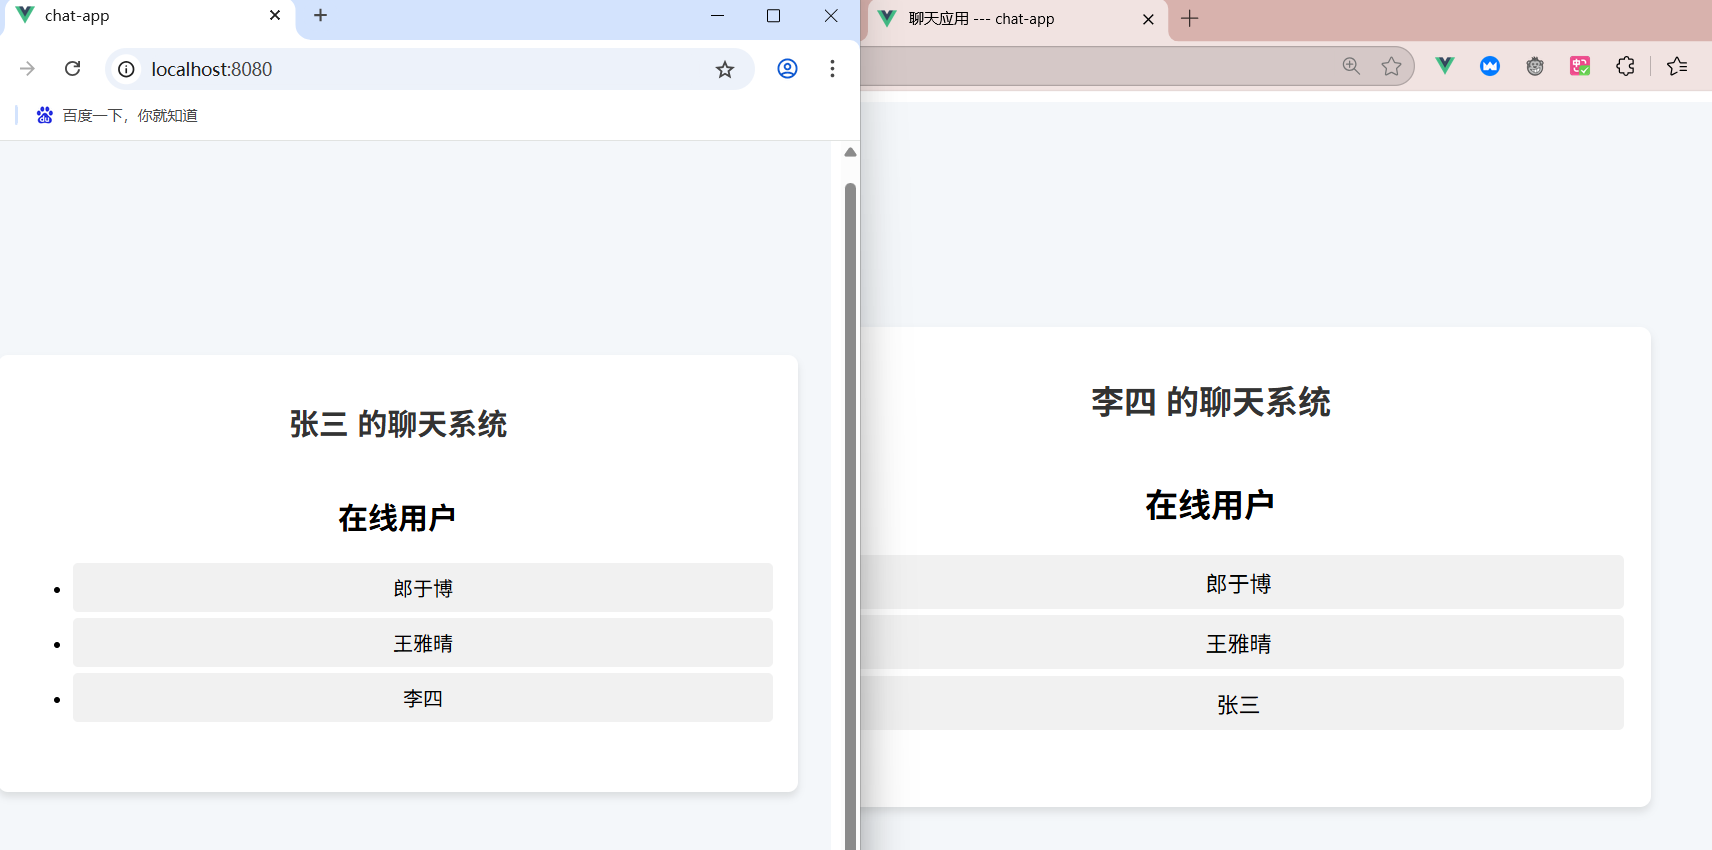 chat-app
localhost:8080
百度一下，你就知道
张三 的聊天系统
在线用户
郎于博
王雅晴
李四
聊天应用 --- chat-app
李四 的聊天系统
在线用户
郎于博
王雅晴
张三